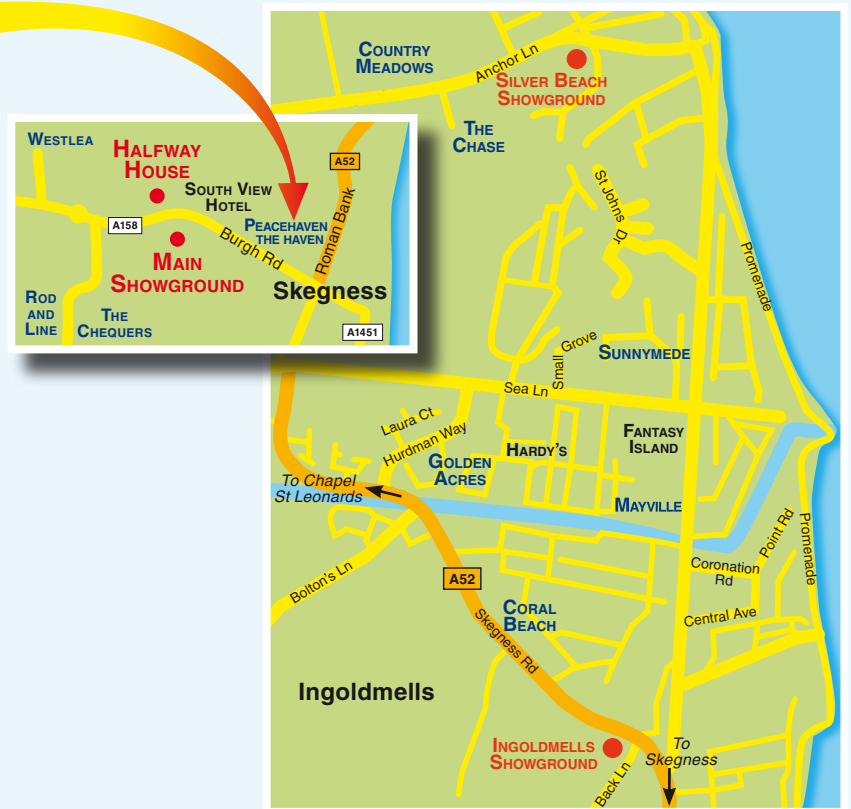 COUNTRY
MEADOWS
Anchor Ln
SILVER BEACH
SHOWGROUND
THE
CHASE
WESTLEA
HALFWAY
HOUSE
SOUTH VIEW
HOTEL
A52
PEACEHAVEN
THE HAVEN
A158
Burgh Rd
Roman Bank
MAIN
SHOWGROUND
Skegness
ROD
AND
LINE
THE
CHEQUERS
A1451
St Johns Dr
Promenade
Small Grove
SUNNYMEDE
Sea Ln
Laura Ct
Hurdman Way
HARDY'S
FANTASY
ISLAND
GOLDEN
ACRES
To Chapel
St Leonards
MAYVILLE
Point Rd
Promenade
Coronation
Rd
Bolton's Ln
A52
CORAL
BEACH
Central Ave
Skegness Rd
Ingoldmells
INGOLDMELLS
SHOWGROUND
To
Skegness
Back Ln